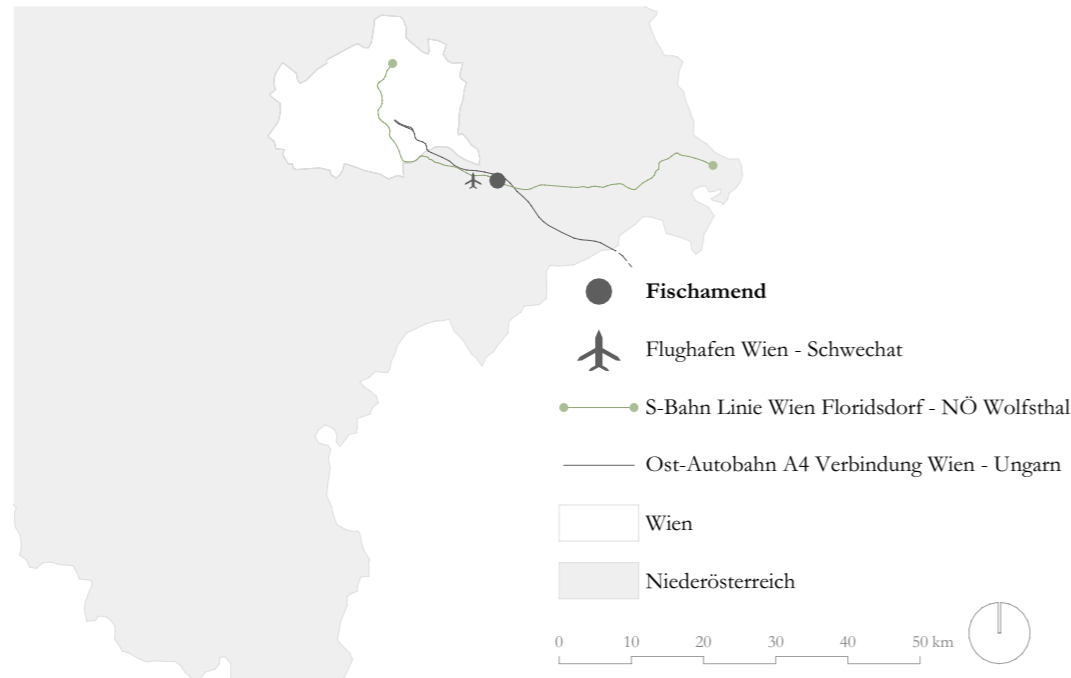 Fischamend
Flughafen Wien - Schwechat
S-Bahn Linie Wien Floridsdorf - NÖ Wolfsthal
Ost-Autobahn A4 Verbindung Wien - Ungarn
Wien
Niederösterreich
0 10 20 30 40 50 km